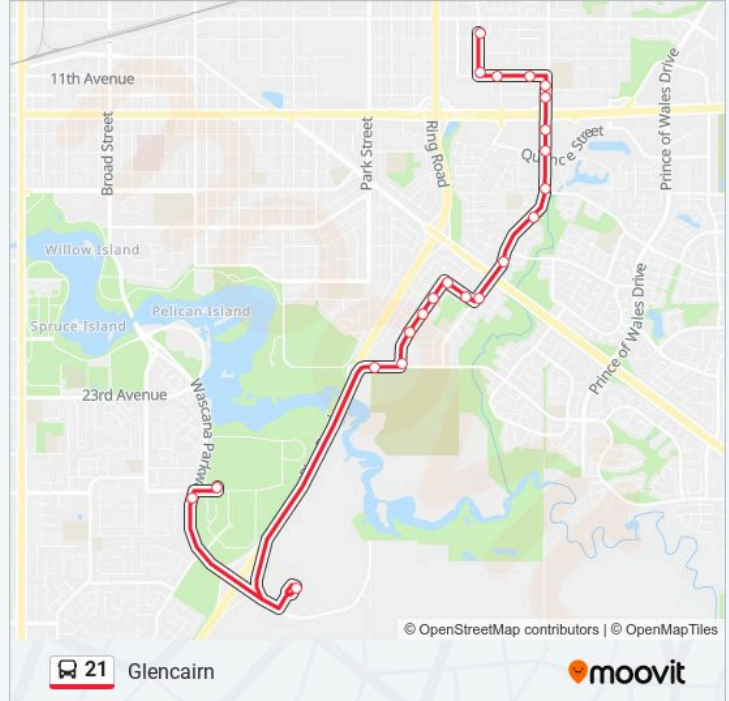 11th Avenue
Broad Street
Park Street
Ring Road
Prince of Wales Drive
Quince Street
Willow Island
Pelican Island
Spruce Island
Prince of Wales Drive
23rd Avenue
Wascana Parkw
© OpenStreetMap contributors | © OpenMapTiles
21 Glencairn
moovit